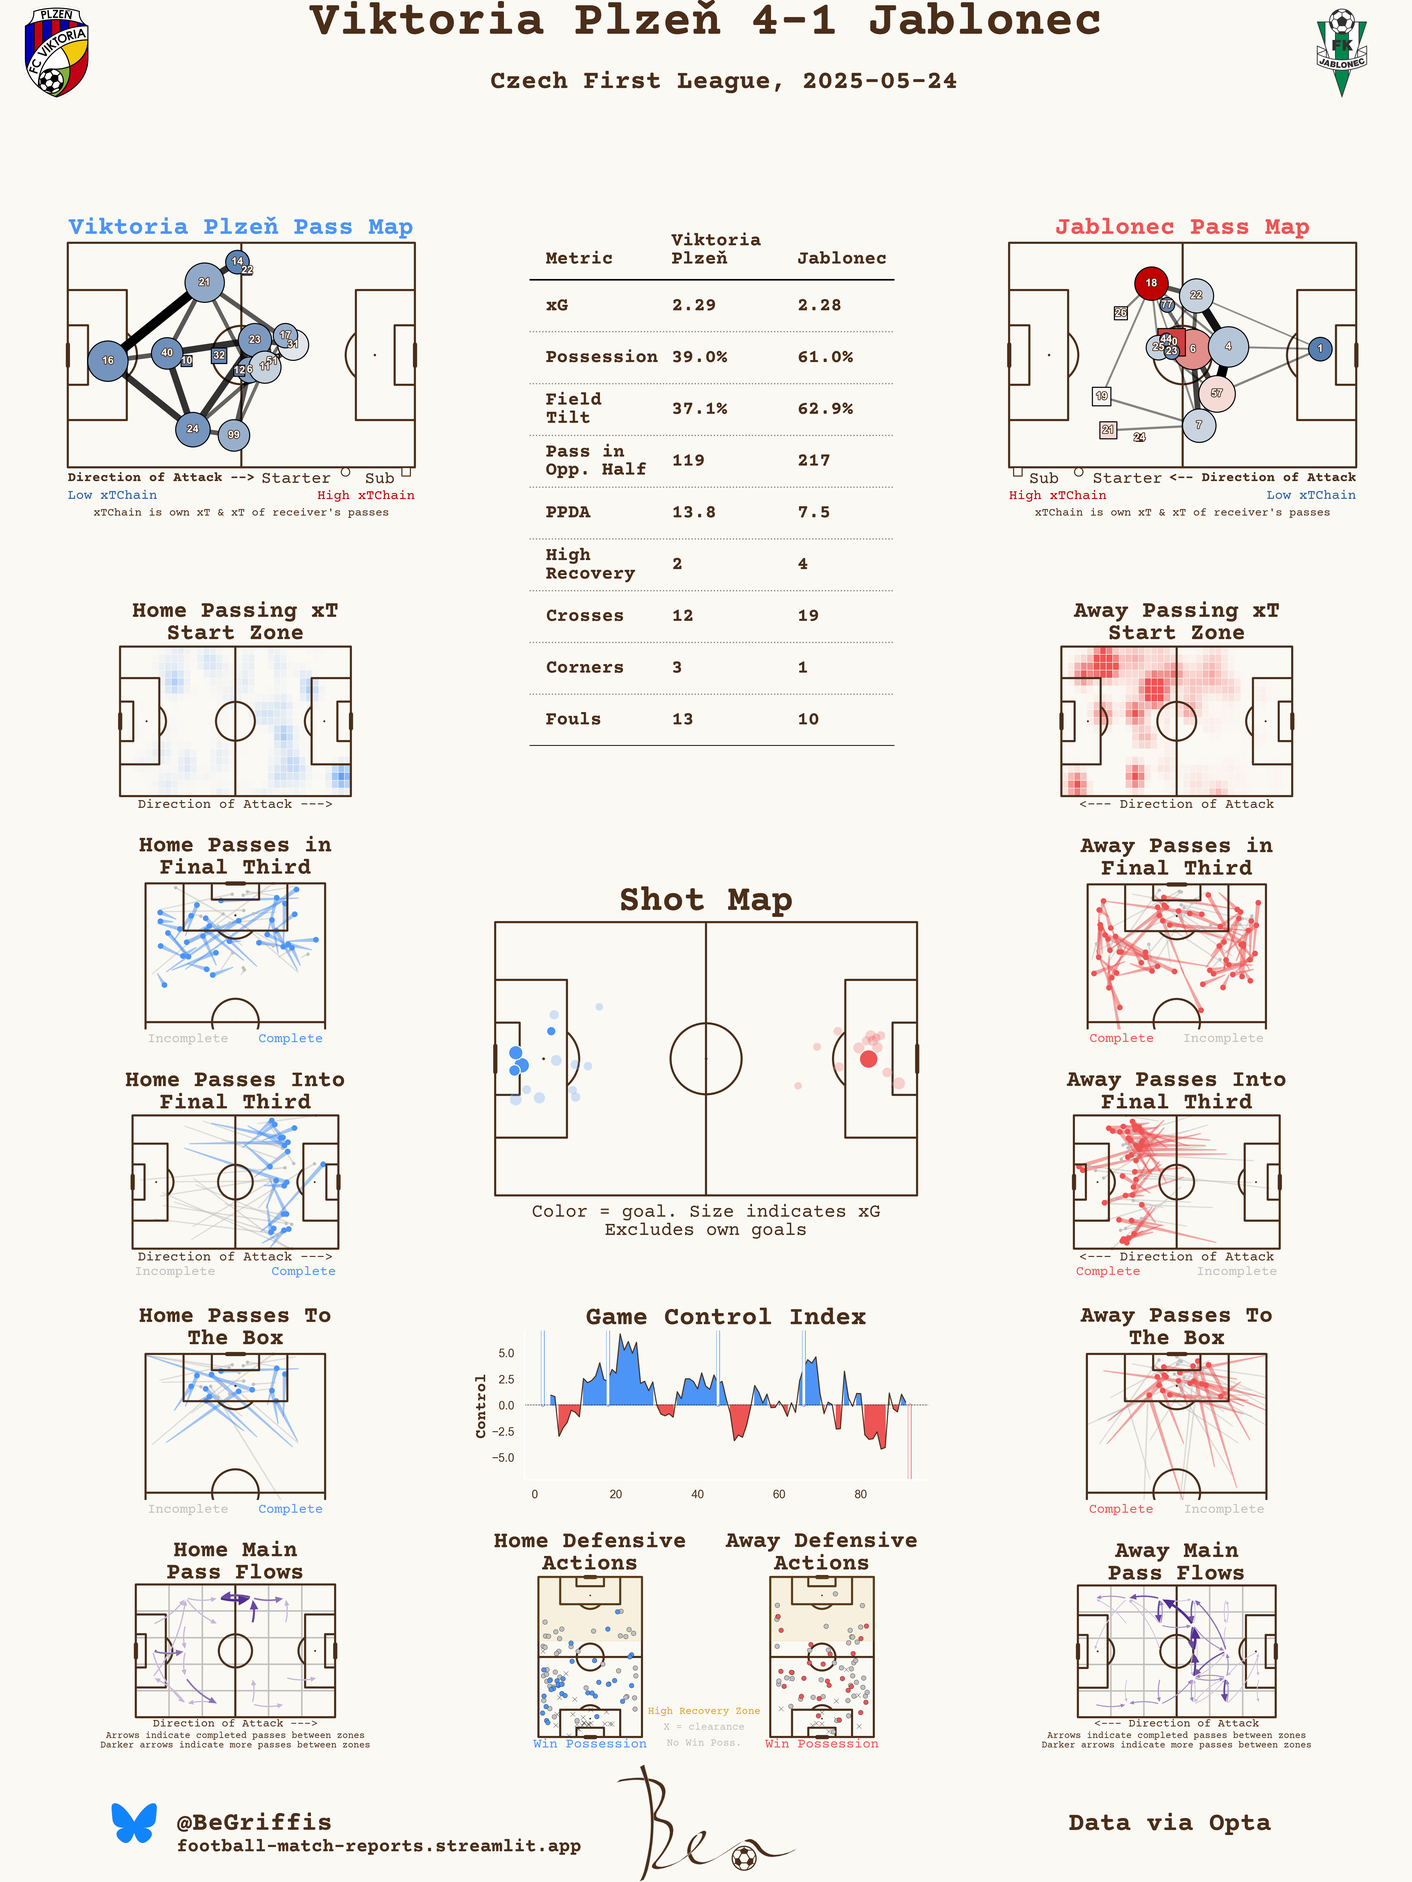 Viktoria Plzeň 4-1 Jablonec
Czech First League, 2025-05-24
PLZEŇ
FC VIKTORIA
FK
JABLONEC
Viktoria Plzeň Pass Map
14
22
21
16
40
10
32
23
17
31
12
6
11
51
24
99
Direction of Attack --> Starter Sub
Low xTChain High xTChain
xTChain is own xT & xT of receiver's passes
Metric Viktoria Plzeň Jablonec
xG 2.29 2.28
Possession 39.0% 61.0%
Field Tilt 37.1% 62.9%
Pass in Opp. Half 119 217
PPDA 13.8 7.5
High Recovery 2 4
Crosses 12 19
Corners 3 1
Fouls 13 10
Jablonec Pass Map
18
77
22
26
25
44
23
6
4
1
57
19
21
24
7
Sub Starter <-- Direction of Attack
High xTChain Low xTChain
xTChain is own xT & xT of receiver's passes
Home Passing xT
Start Zone
Direction of Attack --->
Away Passing xT
Start Zone
<--- Direction of Attack
Home Passes in
Final Third
Incomplete Complete
Away Passes in
Final Third
Complete Incomplete
Shot Map
Color = goal. Size indicates xG
Excludes own goals
Home Passes Into
Final Third
Direction of Attack --->
Incomplete Complete
Away Passes Into
Final Third
<--- Direction of Attack
Complete Incomplete
Home Passes To
The Box
Incomplete Complete
Game Control Index
Control
5.0
2.5
0.0
−2.5
−5.0
0 20 40 60 80
Away Passes To
The Box
Complete Incomplete
Home Main
Pass Flows
Direction of Attack --->
Arrows indicate completed passes between zones
Darker arrows indicate more passes between zones
Home Defensive
Actions
Win Possession
Away Defensive
Actions
Win Possession
High Recovery Zone
X = clearance
No Win Poss.
Away Main
Pass Flows
<--- Direction of Attack
Arrows indicate completed passes between zones
Darker arrows indicate more passes between zones
@BeGriffis
football-match-reports.streamlit.app
Ben
Data via Opta